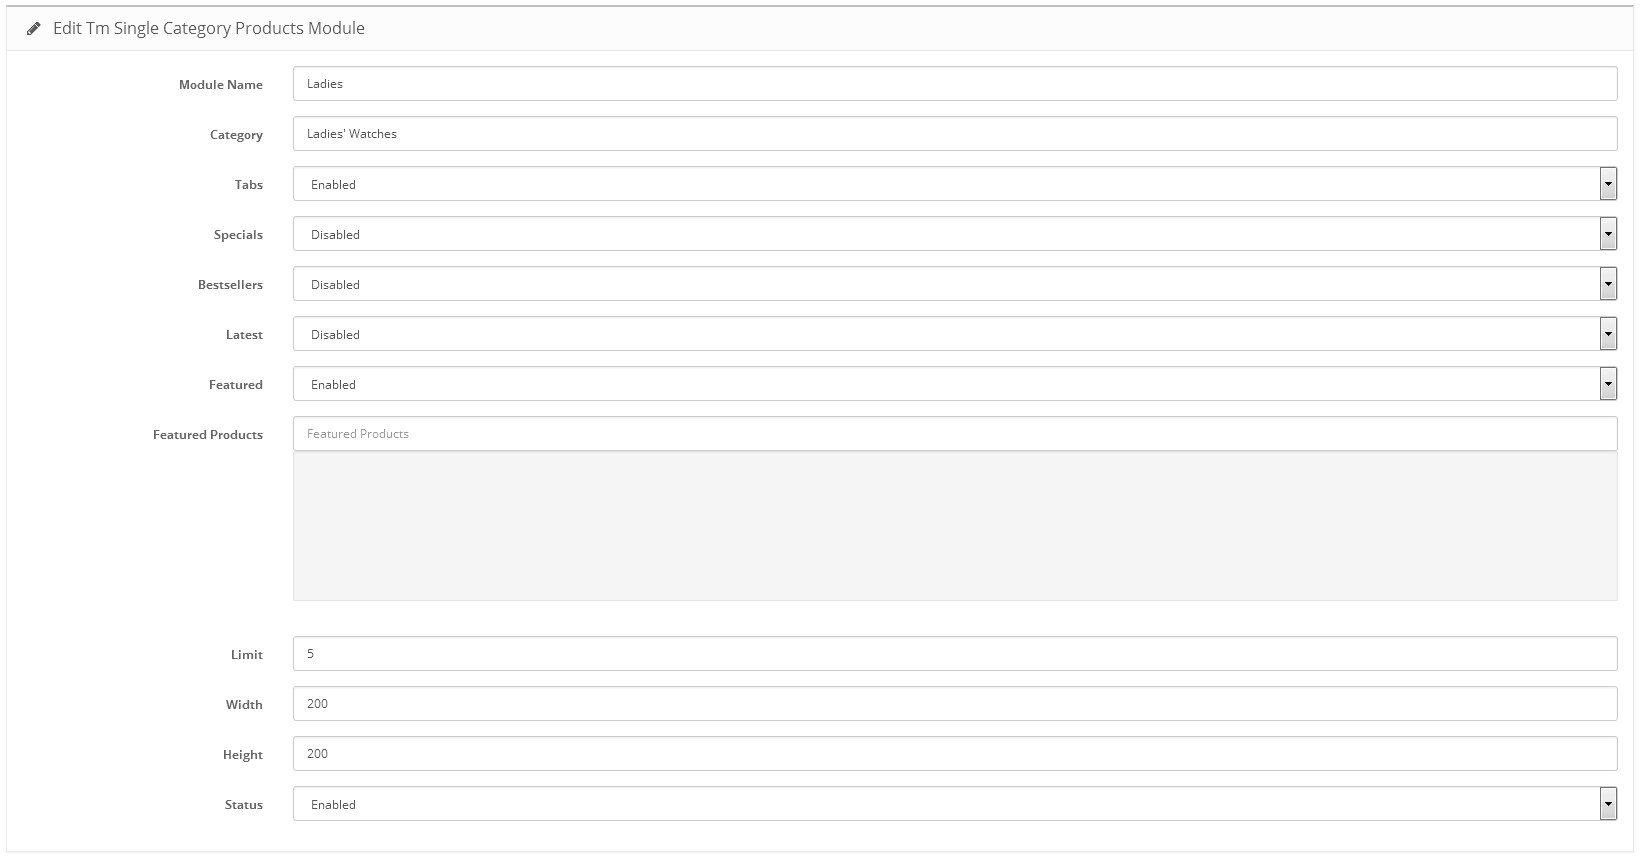 Edit Tm Single Category Products Module
Module Name Ladies
Category Ladies' Watches
Tabs Enabled
Specials Disabled
Bestsellers Disabled
Latest Disabled
Featured Enabled
Featured Products Featured Products
Limit 5
Width 200
Height 200
Status Enabled